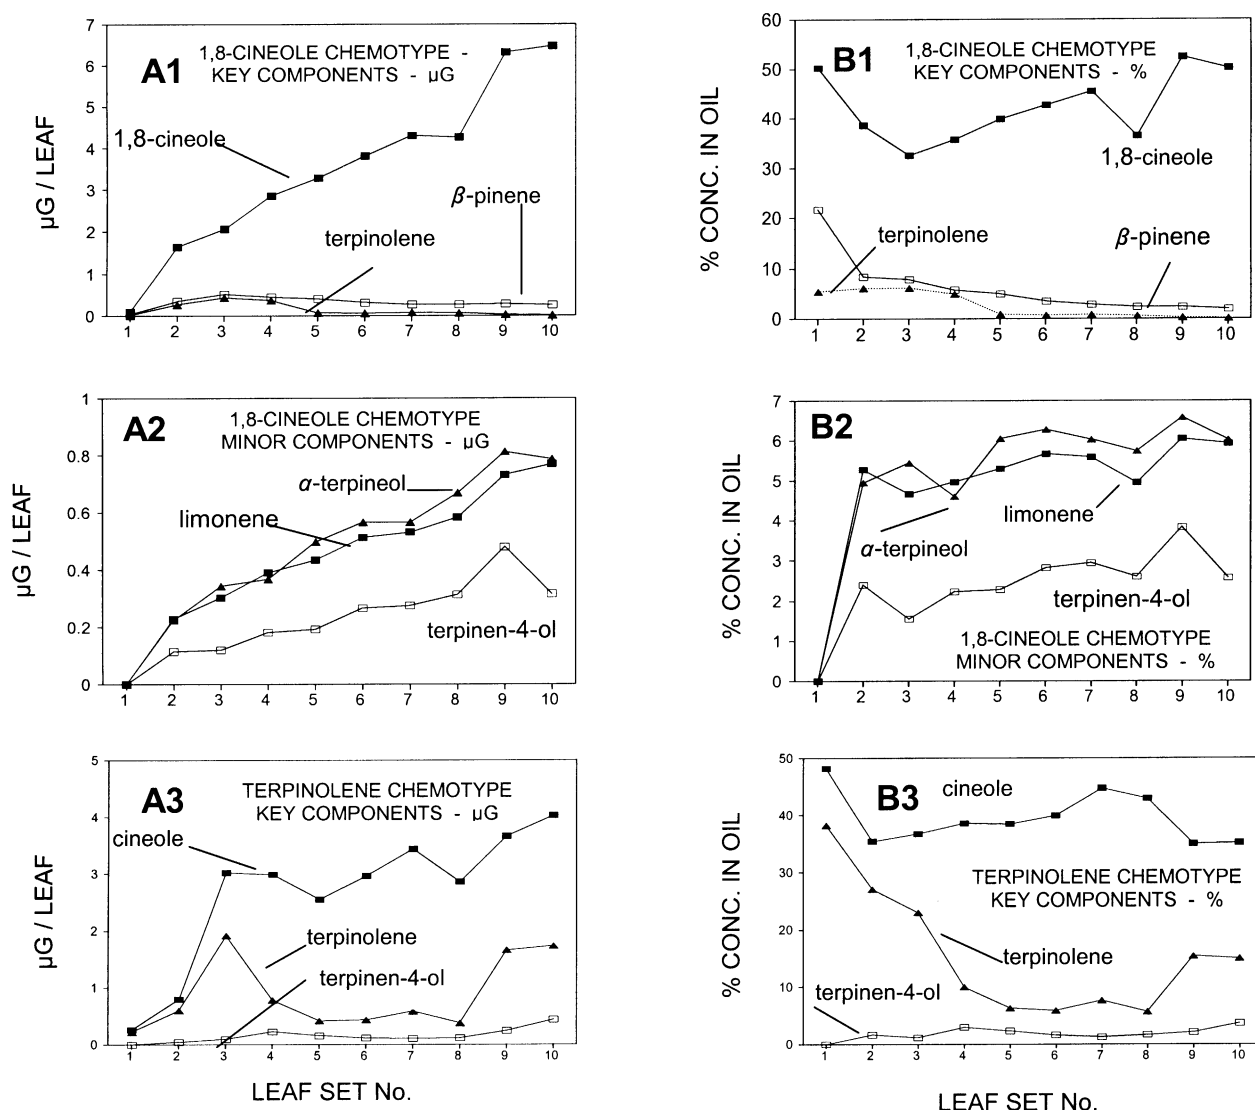 A1
1,8-CINEOLE CHEMOTYPE -
KEY COMPONENTS - µG
µG / LEAF
7
6
5
4
3
2
1
0
1,8-cineole
β-pinene
terpinolene
1 2 3 4 5 6 7 8 9 10
B1
1,8-CINEOLE CHEMOTYPE
KEY COMPONENTS - %
% CONC. IN OIL
60
50
40
30
20
10
0
1,8-cineole
terpinolene
β-pinene
1 2 3 4 5 6 7 8 9 10
A2
1,8-CINEOLE CHEMOTYPE
MINOR COMPONENTS - µG
µG / LEAF
1
0.8
0.6
0.4
0.2
0
α-terpineol
limonene
terpinen-4-ol
1 2 3 4 5 6 7 8 9 10
B2
% CONC. IN OIL
7
6
5
4
3
2
1
0
limonene
α-terpineol
terpinen-4-ol
1,8-CINEOLE CHEMOTYPE
MINOR COMPONENTS - %
1 2 3 4 5 6 7 8 9 10
A3
TERPINOLENE CHEMOTYPE
KEY COMPONENTS - µG
µG / LEAF
5
4
3
2
1
0
cineole
terpinolene
terpinen-4-ol
1 2 3 4 5 6 7 8 9 10
LEAF SET No.
B3
cineole
% CONC. IN OIL
50
40
30
20
10
0
TERPINOLENE CHEMOTYPE
KEY COMPONENTS - %
terpinolene
terpinen-4-ol
1 2 3 4 5 6 7 8 9 10
LEAF SET No.